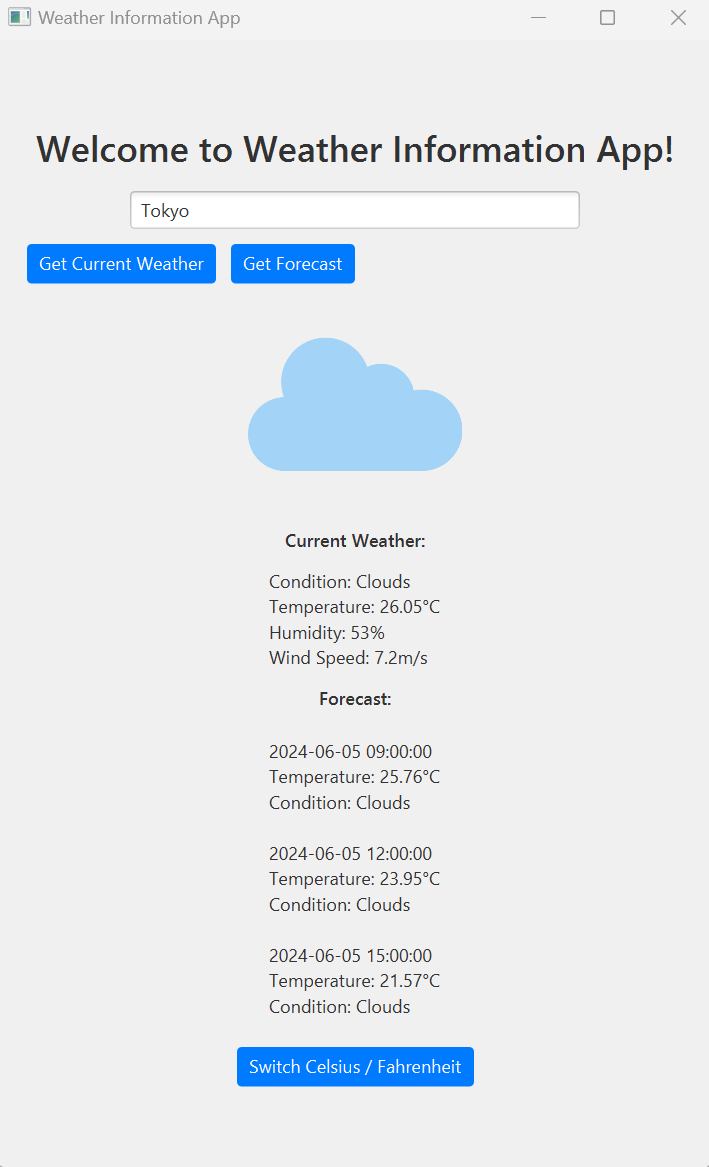 Weather Information App
Welcome to Weather Information App!
Tokyo
Get Current Weather Get Forecast
Current Weather:
Condition: Clouds
Temperature: 26.05°C
Humidity: 53%
Wind Speed: 7.2m/s
Forecast:
2024-06-05 09:00:00
Temperature: 25.76°C
Condition: Clouds
2024-06-05 12:00:00
Temperature: 23.95°C
Condition: Clouds
2024-06-05 15:00:00
Temperature: 21.57°C
Condition: Clouds
Switch Celsius / Fahrenheit